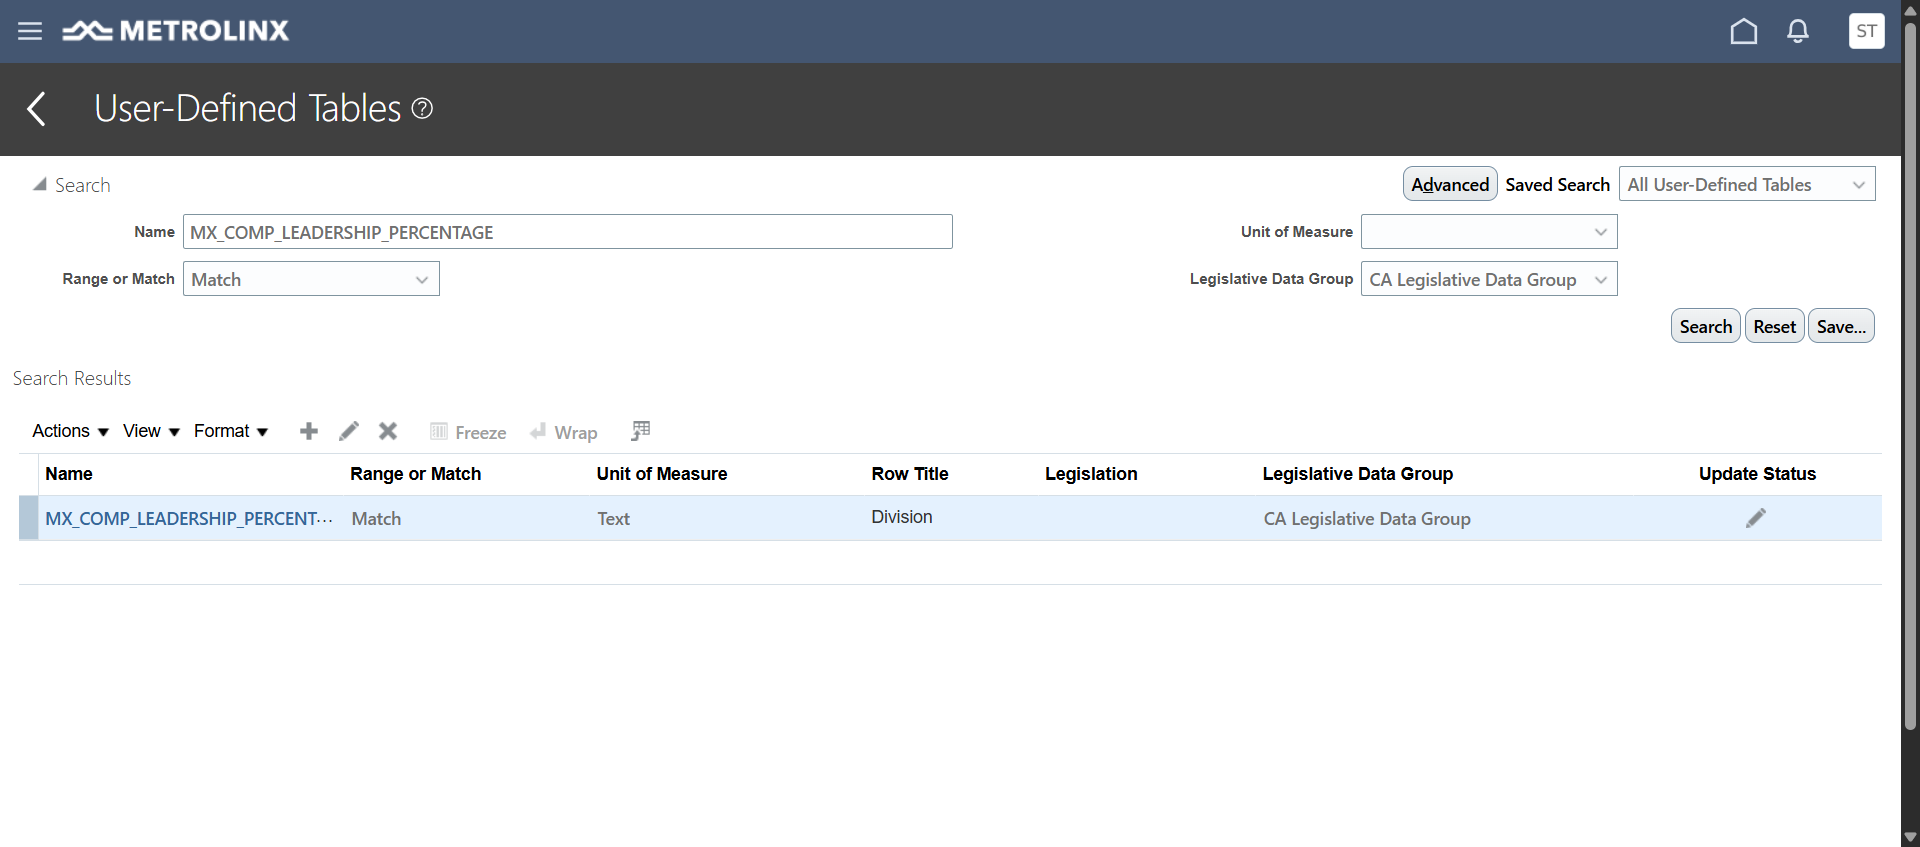 METROLINX
ST
User-Defined Tables ?
Search
Advanced Saved Search All User-Defined Tables
Name MX_COMP_LEADERSHIP_PERCENTAGE
Unit of Measure
Range or Match Match
Legislative Data Group CA Legislative Data Group
Search Reset Save...
Search Results
Actions View Format Freeze Wrap
Name Range or Match Unit of Measure Row Title Legislation Legislative Data Group Update Status
MX_COMP_LEADERSHIP_PERCENT... Match Text Division CA Legislative Data Group